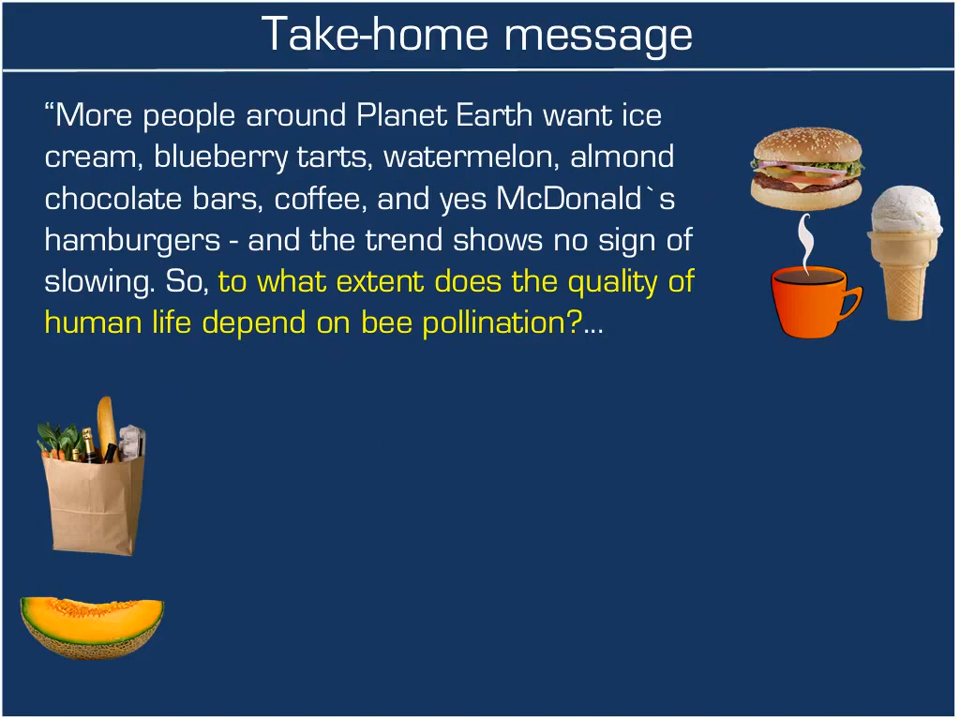 Take-home message
“More people around Planet Earth want ice
cream, blueberry tarts, watermelon, almond
chocolate bars, coffee, and yes McDonald`s
hamburgers - and the trend shows no sign of
slowing. So, to what extent does the quality of
human life depend on bee pollination?...